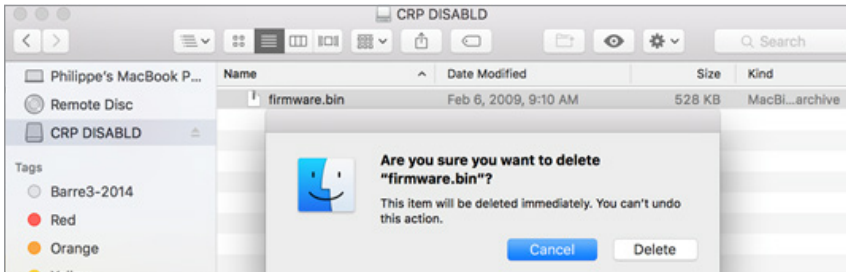 CRP DISABLD
Search
Philippe's MacBook P...
Remote Disc
CRP DISABLD
Tags
Barre3-2014
Red
Orange
Name
Date Modified
Size
Kind
firmware.bin
Feb 6, 2009, 9:10 AM
528 KB
MacBi...archive
Are you sure you want to delete
“firmware.bin”?
This item will be deleted immediately. You can't undo
this action.
Cancel
Delete